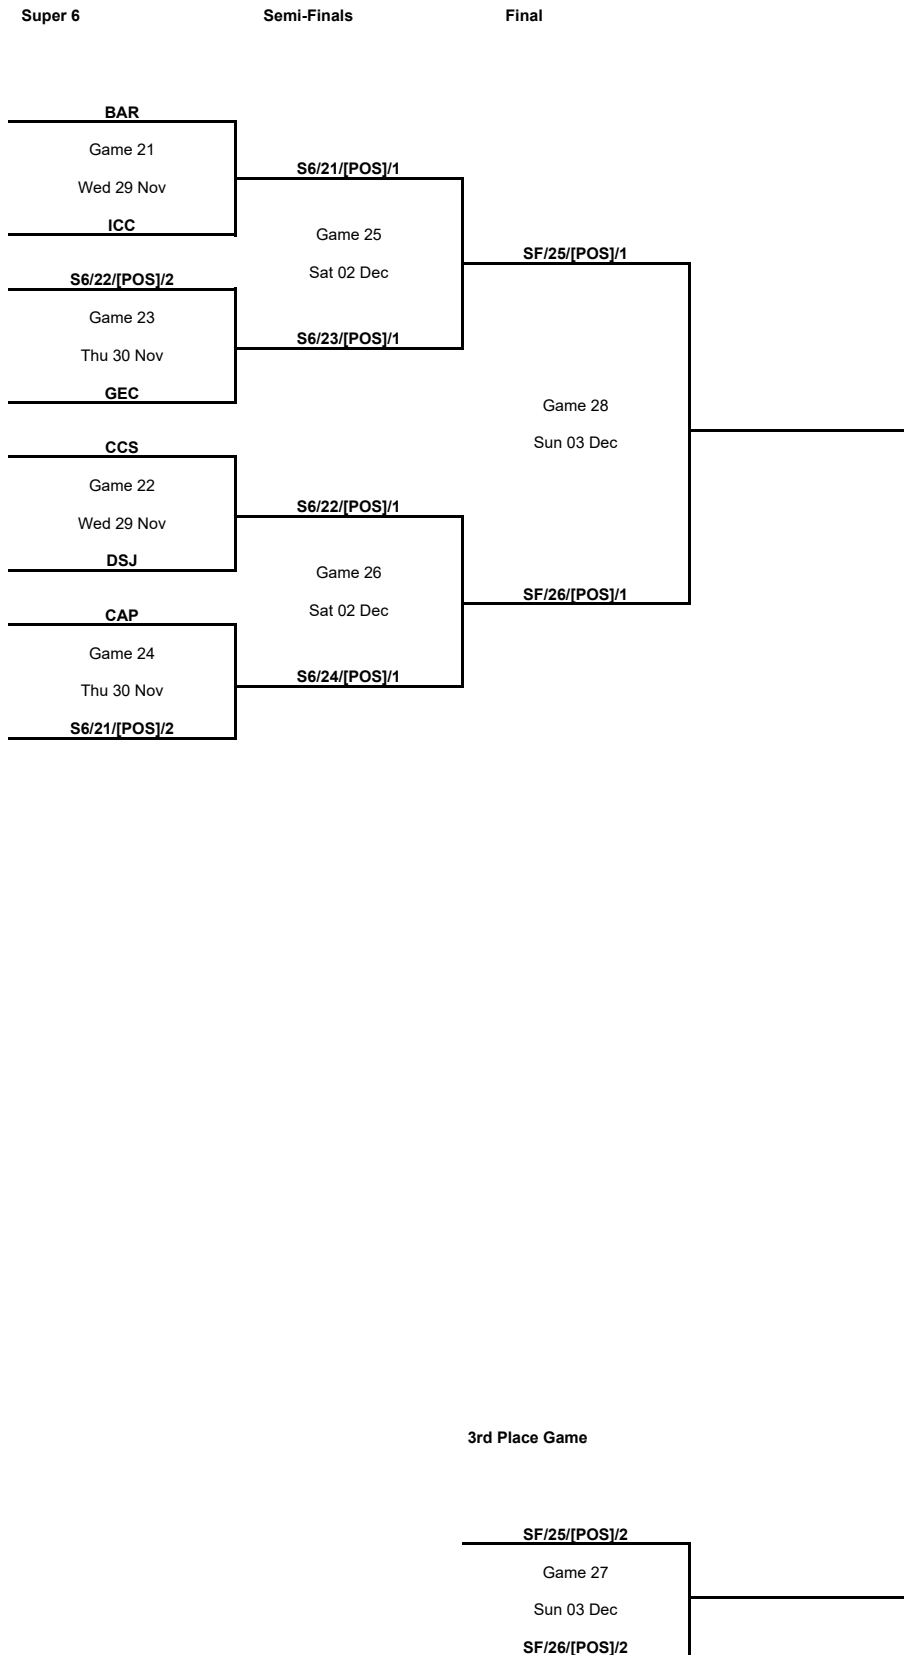 Super 6
Semi-Finals
Final
BAR
Game 21
Wed 29 Nov
ICC
S6/22/[POS]/2
Game 23
Thu 30 Nov
GEC
CCS
Game 22
Wed 29 Nov
DSJ
CAP
Game 24
Thu 30 Nov
S6/21/[POS]/2
S6/21/[POS]/1
Game 25
Sat 02 Dec
S6/23/[POS]/1
S6/22/[POS]/1
Game 26
Sat 02 Dec
S6/24/[POS]/1
SF/25/[POS]/1
Game 28
Sun 03 Dec
SF/26/[POS]/1
3rd Place Game
SF/25/[POS]/2
Game 27
Sun 03 Dec
SF/26/[POS]/2